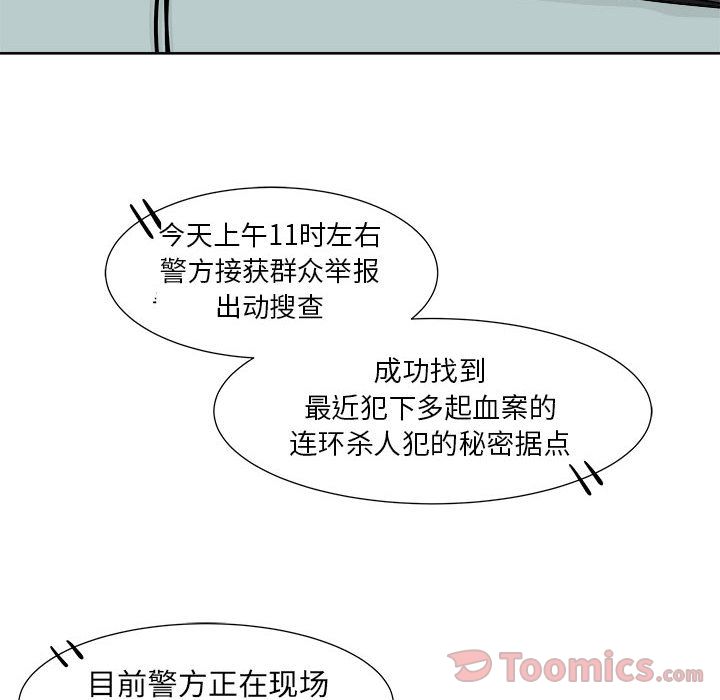 今天上午11时左右
警方接获群众举报
出动搜查
成功找到
最近犯下多起血案的
连环杀人犯的秘密据点
目前警方正在现场
Toomics.com